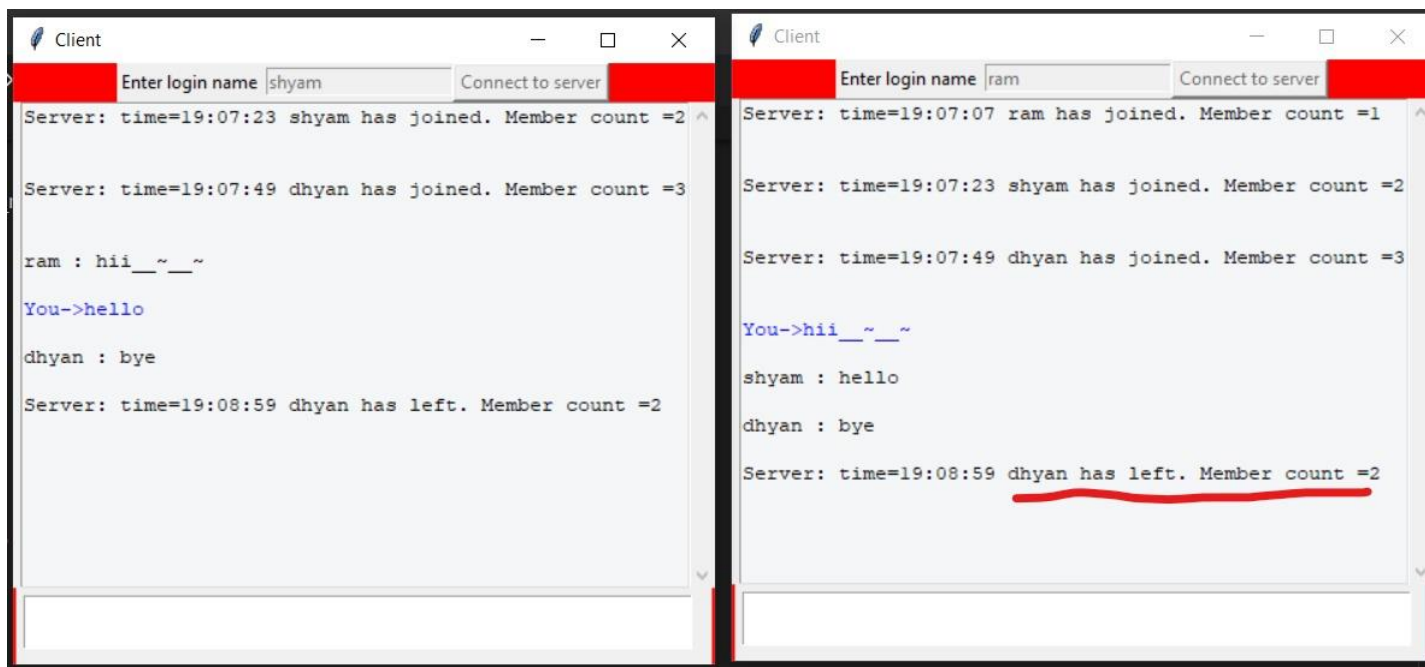 Client
Enter login name shyam Connect to server
Server: time=19:07:23 shyam has joined. Member count =2
Server: time=19:07:49 dhyan has joined. Member count =3
ram : hii__~__~
You->hello
dhyan : bye
Server: time=19:08:59 dhyan has left. Member count =2
Client
Enter login name ram Connect to server
Server: time=19:07:07 ram has joined. Member count =1
Server: time=19:07:23 shyam has joined. Member count =2
Server: time=19:07:49 dhyan has joined. Member count =3
You->hii__~__~
shyam : hello
dhyan : bye
Server: time=19:08:59 dhyan has left. Member count =2